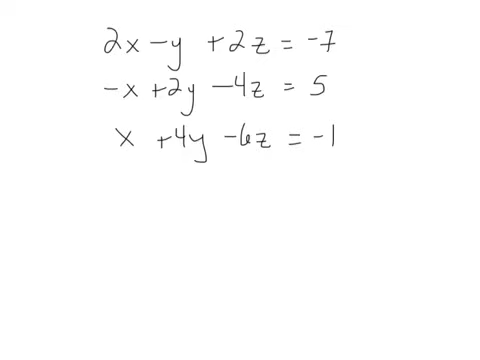 2x - y + 2z = -7
-x + 2y - 4z = 5
x + 4y - 6z = -1